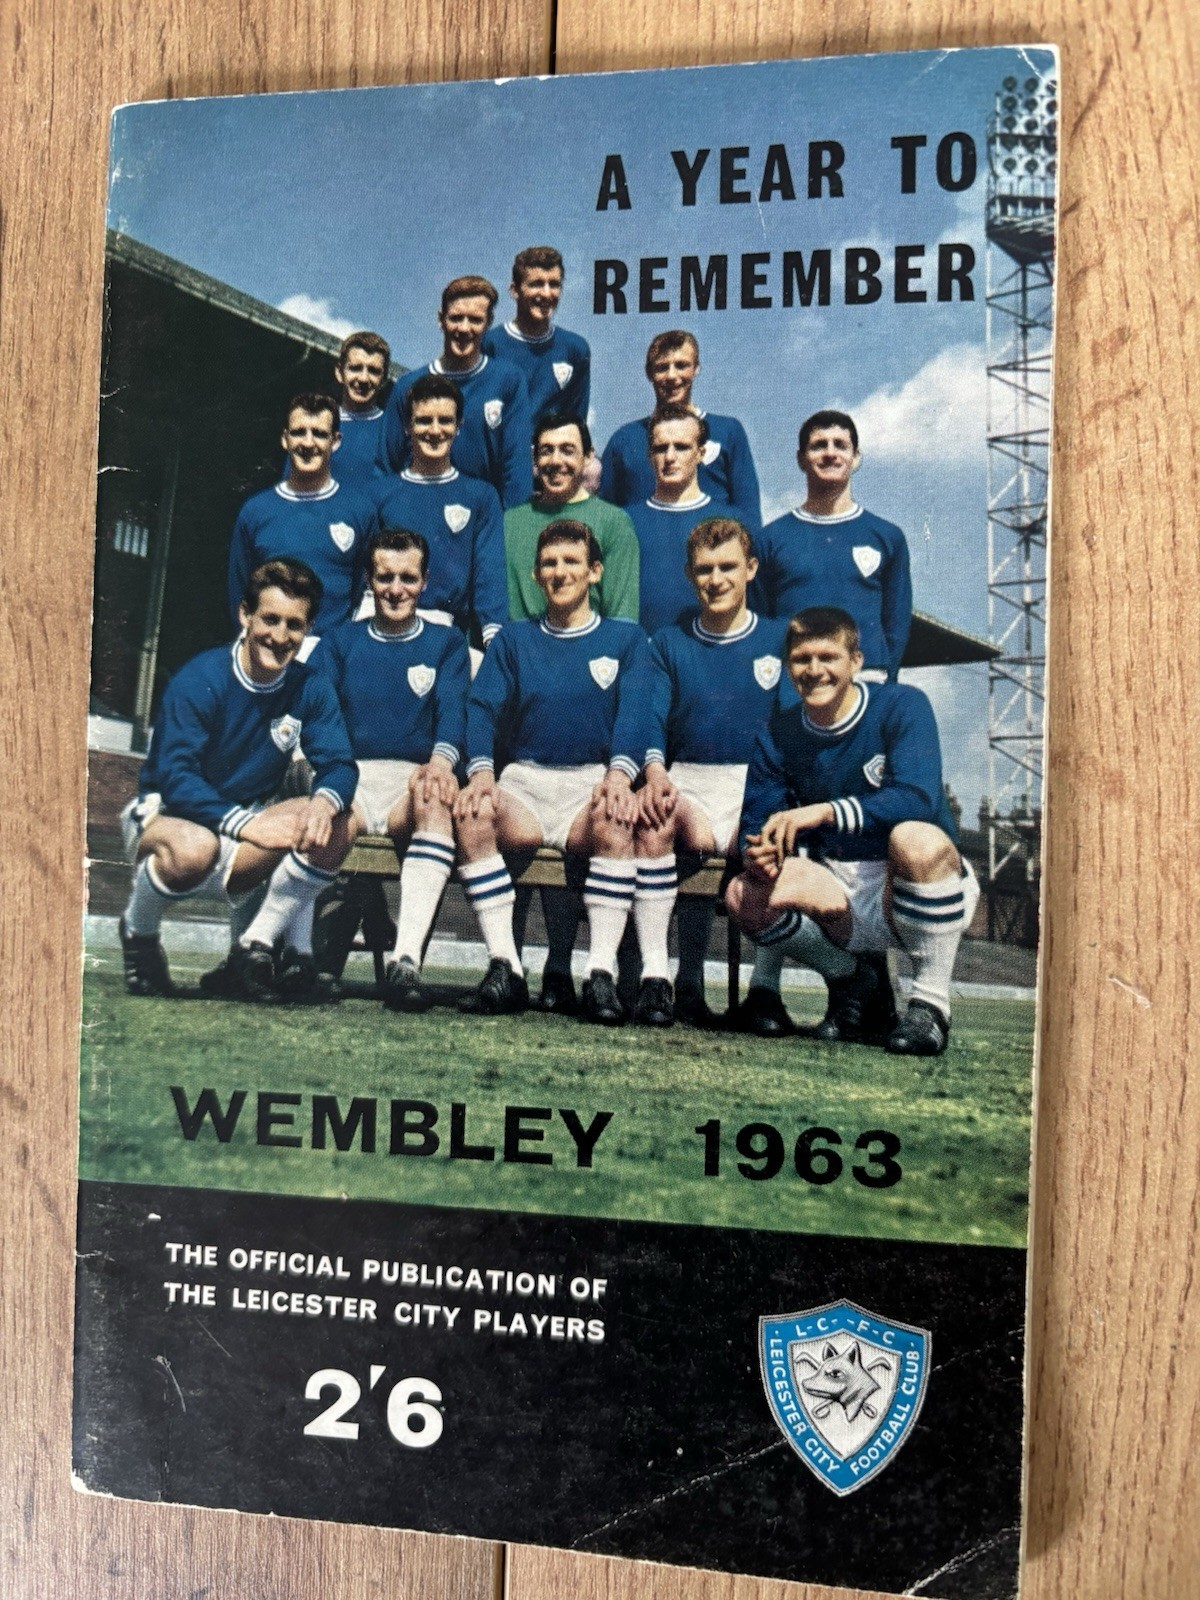 A YEAR TO
REMEMBER
WEMBLEY 1963
THE OFFICIAL PUBLICATION OF
THE LEICESTER CITY PLAYERS
2'6
L-C-F-C
·LEICESTER CITY FOOTBALL CLUB·